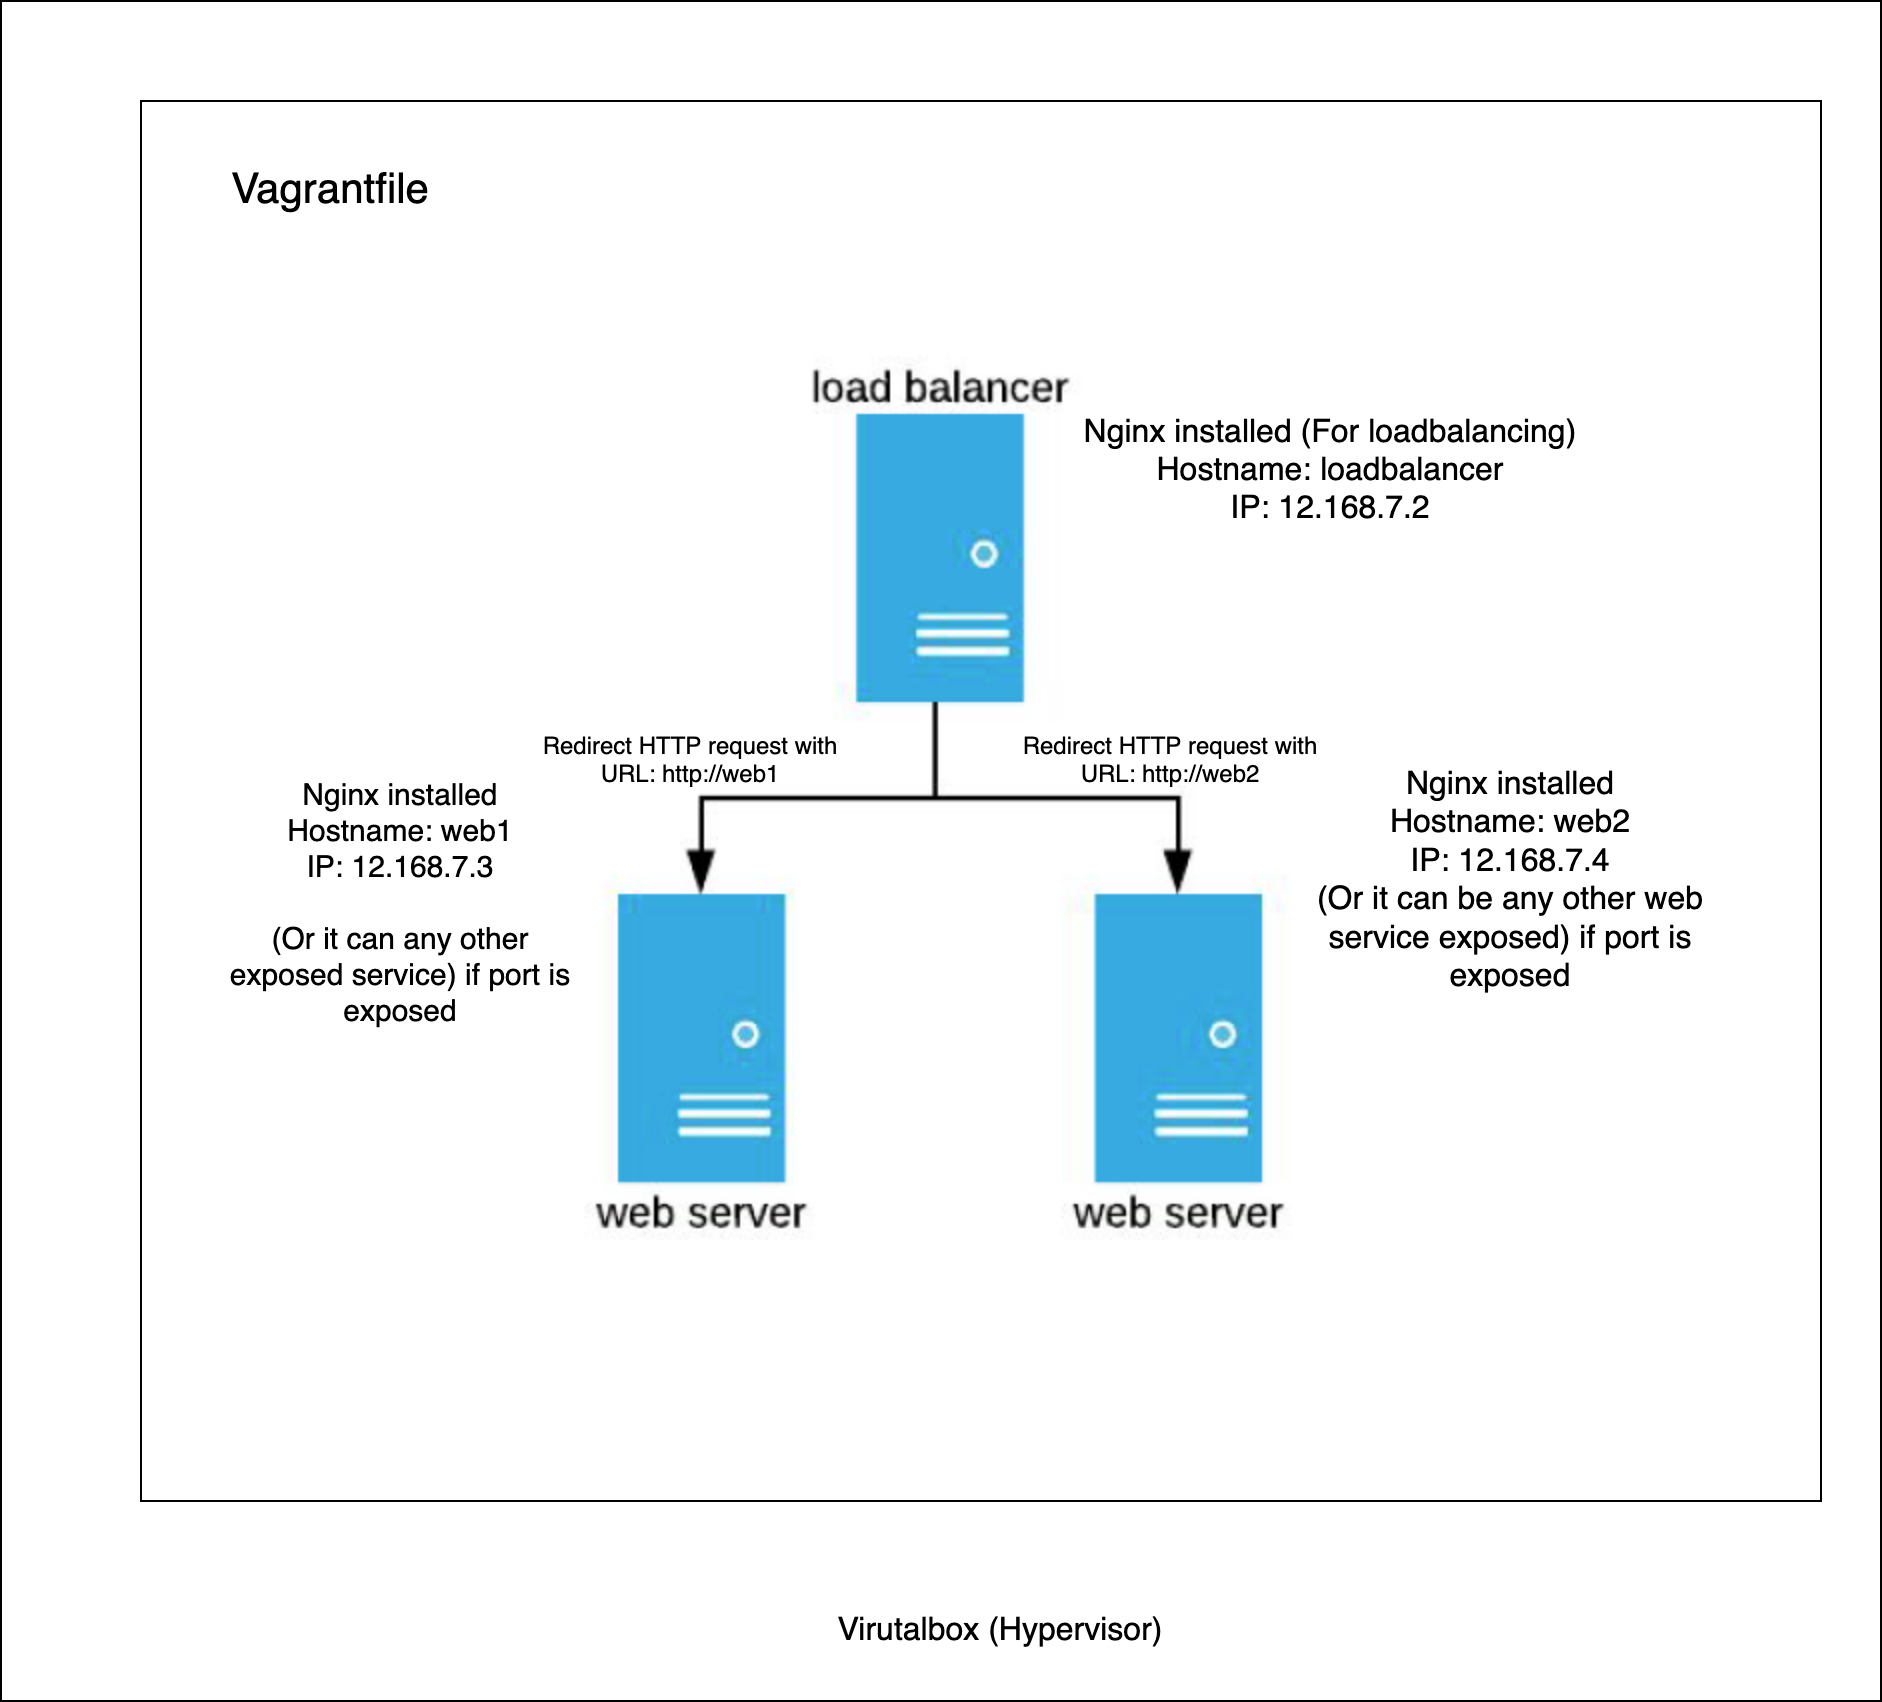 Vagrantfile
load balancer
Nginx installed (For loadbalancing)
Hostname: loadbalancer
IP: 12.168.7.2
Redirect HTTP request with
URL: http://web1
Redirect HTTP request with
URL: http://web2
Nginx installed
Hostname: web1
IP: 12.168.7.3
(Or it can any other
exposed service) if port is
exposed
Nginx installed
Hostname: web2
IP: 12.168.7.4
(Or it can be any other web
service exposed) if port is
exposed
web server
web server
Virutalbox (Hypervisor)